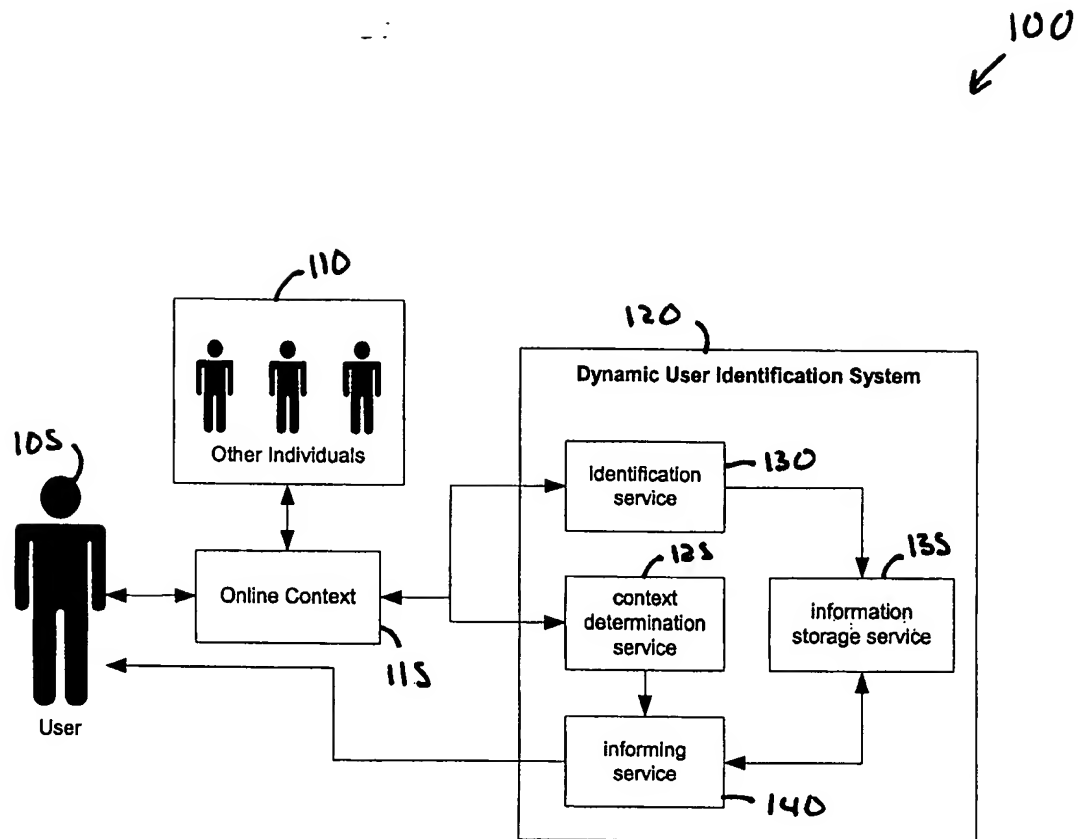 100
110
120
Dynamic User Identification System
105
Other Individuals
Identification
service
130
125
135
Online Context
context
determination
service
information
storage service
115
User
informing
service
140